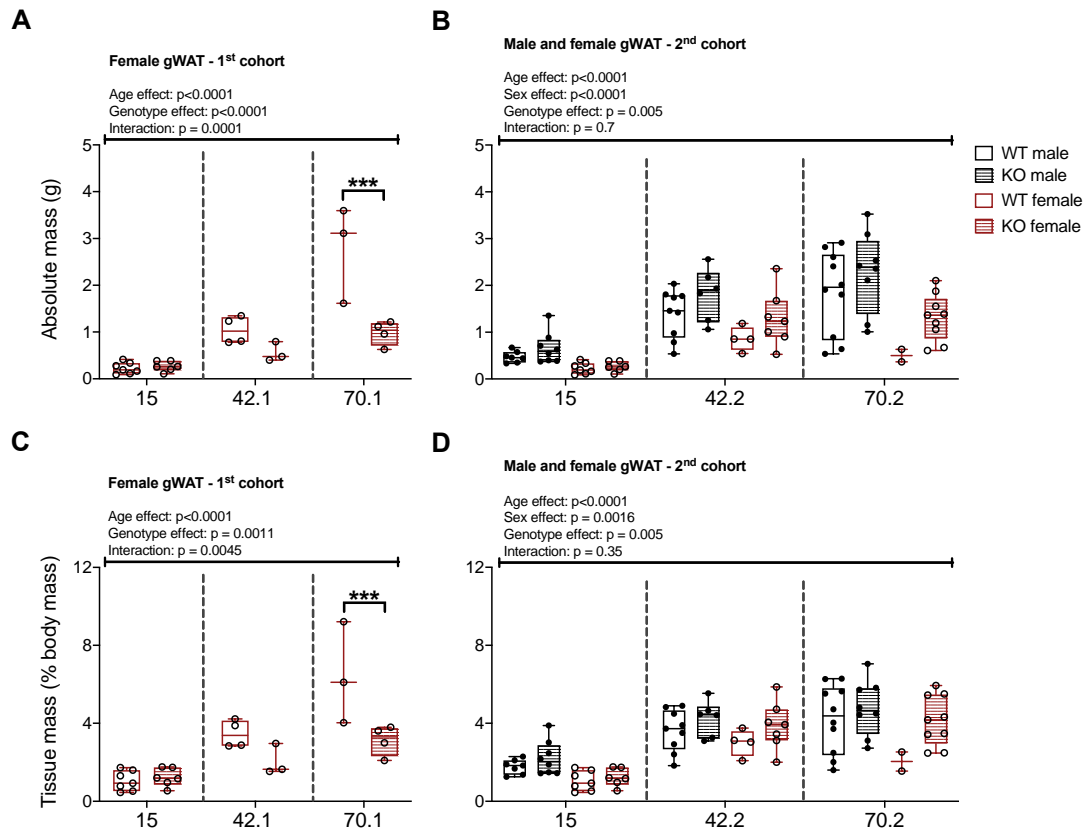 A
Female gWAT - 1st cohort
Age effect: p<0.0001
Genotype effect: p<0.0001
Interaction: p = 0.0001
Absolute mass (g)
5
4
3
2
1
0
***
15
42.1
70.1
B
Male and female gWAT - 2nd cohort
Age effect: p<0.0001
Sex effect: p<0.0001
Genotype effect: p = 0.005
Interaction: p = 0.7
5
4
3
2
1
0
15
42.2
70.2
WT male
KO male
WT female
KO female
C
Female gWAT - 1st cohort
Age effect: p<0.0001
Genotype effect: p = 0.0011
Interaction: p = 0.0045
Tissue mass (% body mass)
12
8
4
0
***
15
42.1
70.1
D
Male and female gWAT - 2nd cohort
Age effect: p<0.0001
Sex effect: p = 0.0016
Genotype effect: p = 0.005
Interaction: p = 0.35
12
8
4
0
15
42.2
70.2